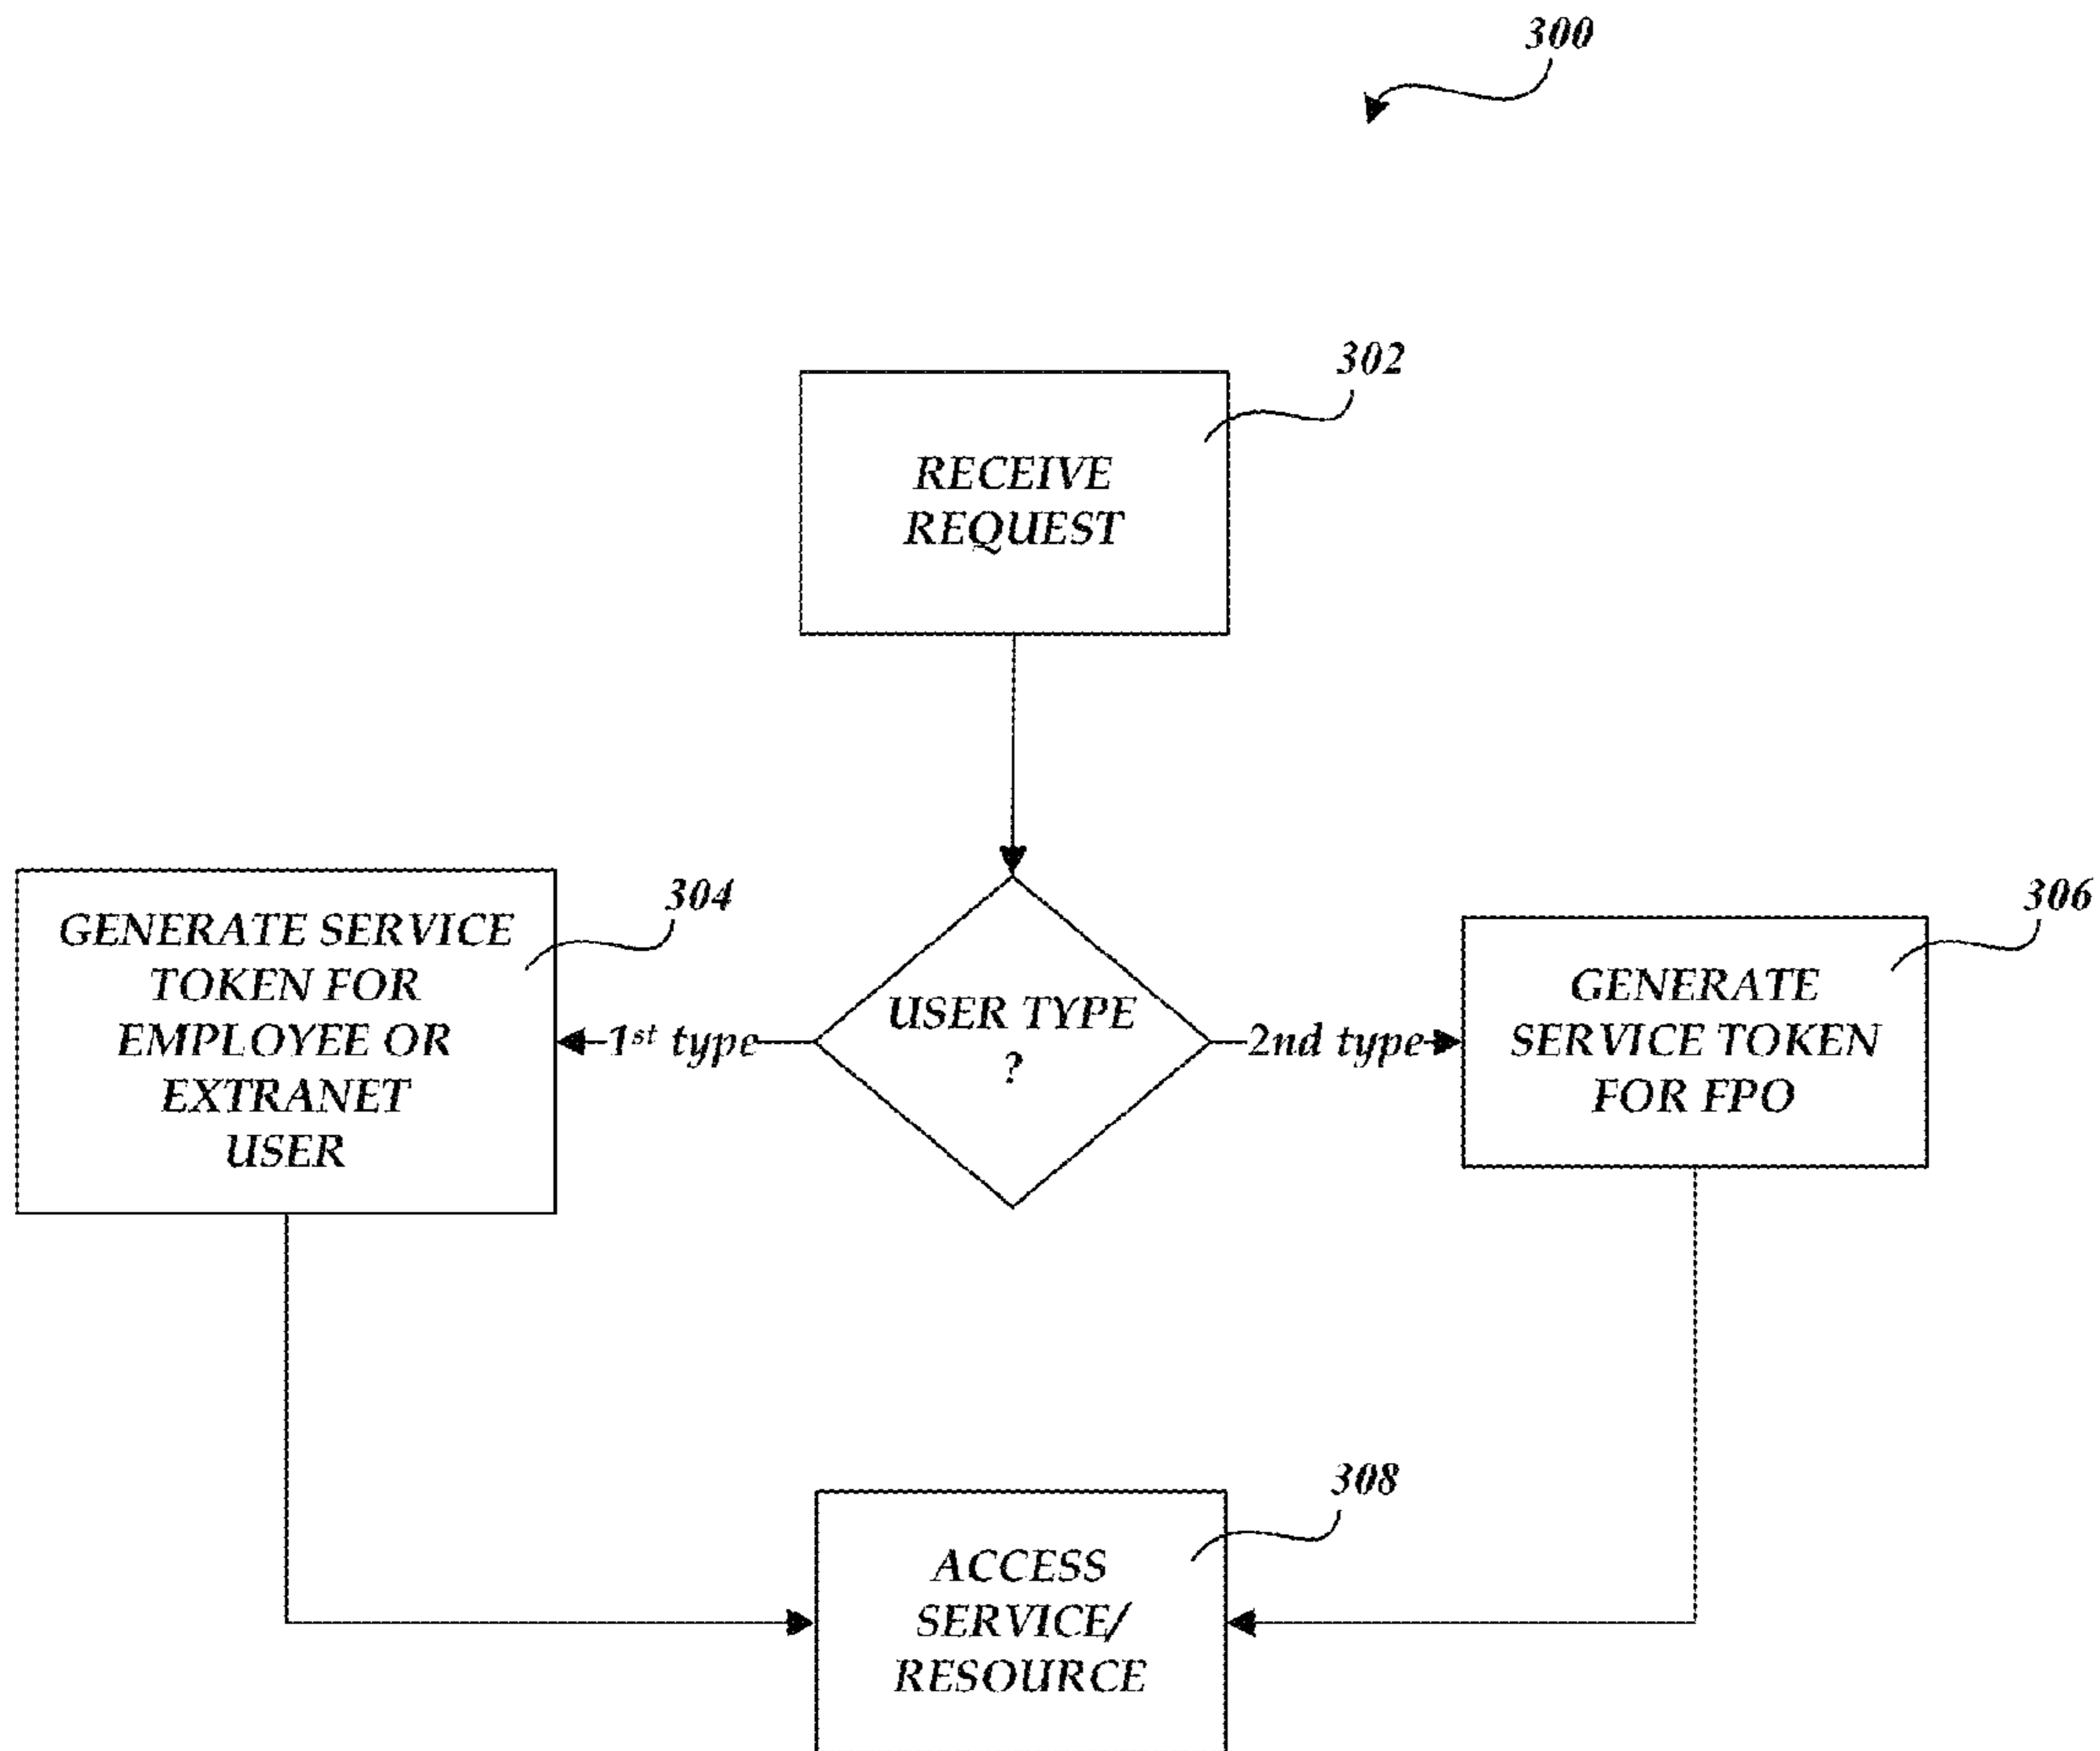 300
302
RECEIVE
REQUEST
304
GENERATE SERVICE
TOKEN FOR
EMPLOYEE OR
EXTRANET
USER
1st type
USER TYPE
?
2nd type
306
GENERATE
SERVICE TOKEN
FOR FPO
308
ACCESS
SERVICE/
RESOURCE